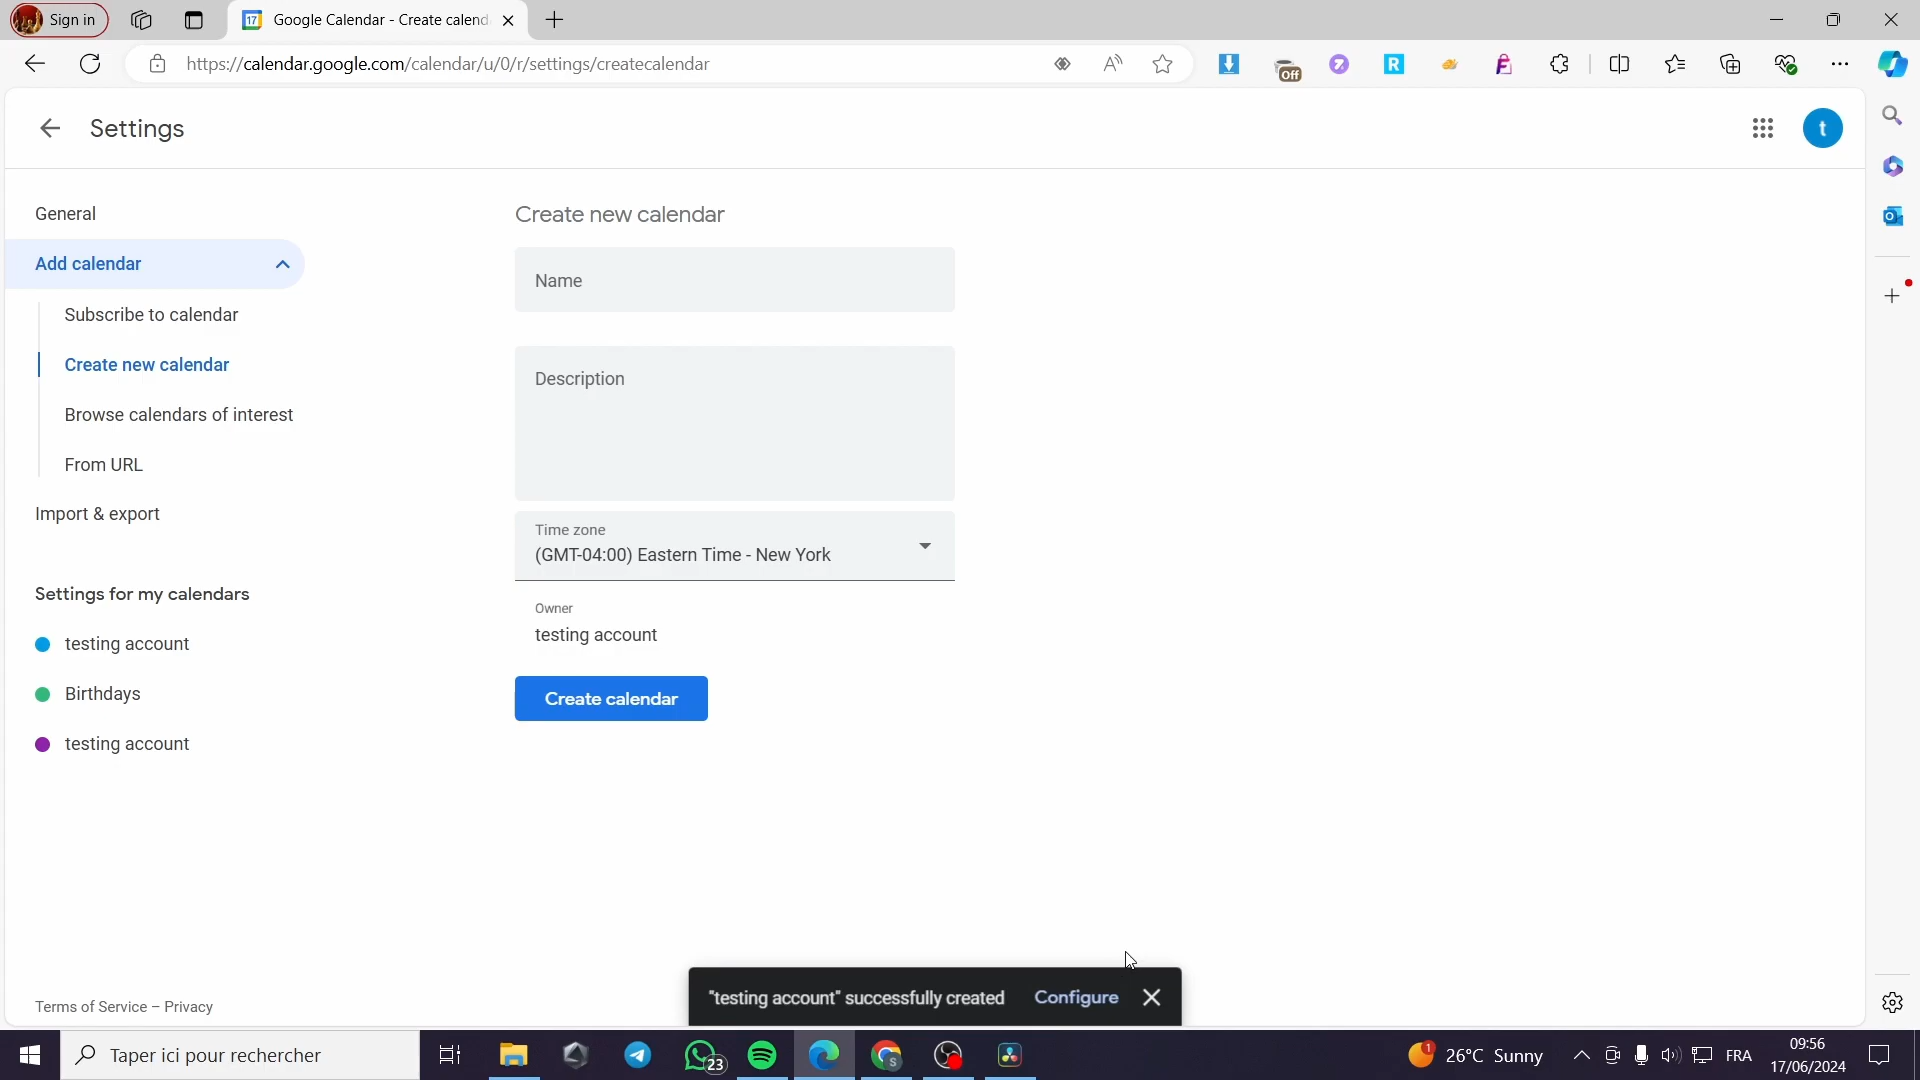 Sign in
Google Calendar - Create calend
https://calendar.google.com/calendar/u/0/r/settings/createcalendar
Off
Settings
t
General
Add calendar
Subscribe to calendar
Create new calendar
Browse calendars of interest
From URL
Import & export
Settings for my calendars
testing account
Birthdays
testing account
Create new calendar
Name
Description
Time zone
(GMT-04:00) Eastern Time - New York
Owner
testing account
Create calendar
"testing account" successfully created Configure
Terms of Service – Privacy
Taper ici pour rechercher
23
1
26°C Sunny
FRA
09:56
17/06/2024